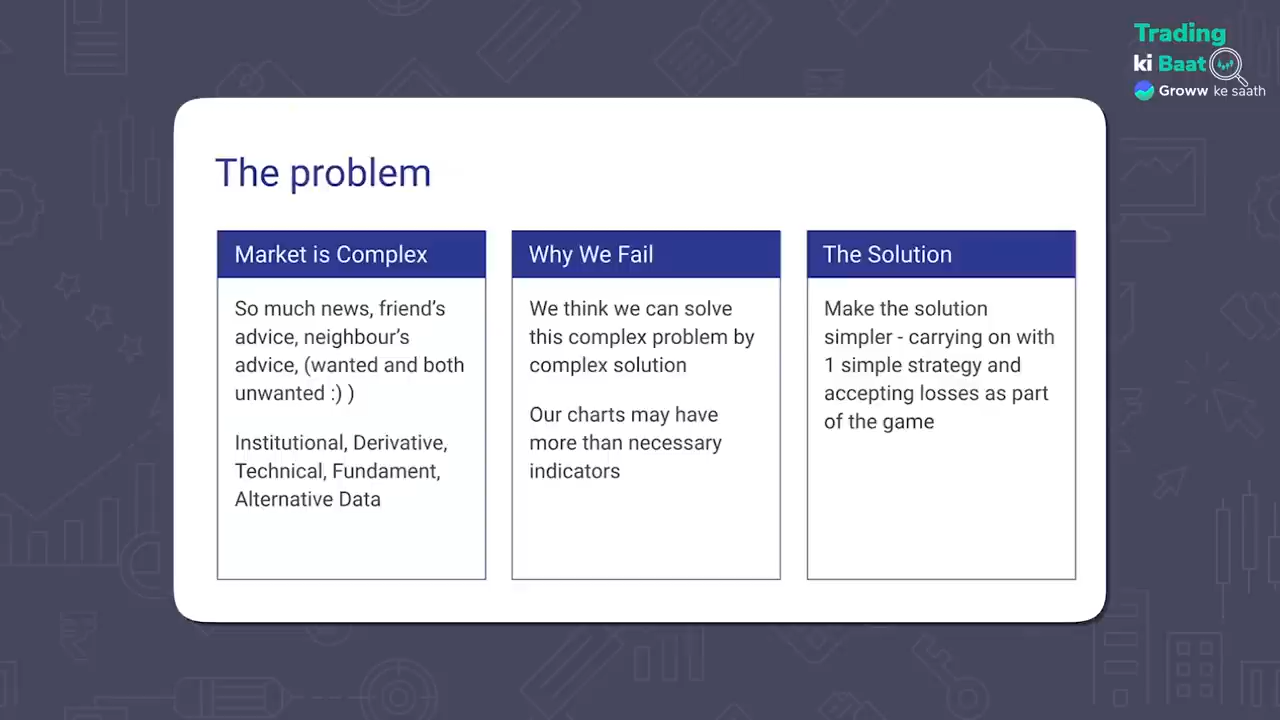 Trading
ki Baat
Groww ke saath
The problem
Market is Complex
So much news, friend's
advice, neighbour's
advice, (wanted and both
unwanted :) )
Institutional, Derivative,
Technical, Fundament,
Alternative Data
Why We Fail
We think we can solve
this complex problem by
complex solution
Our charts may have
more than necessary
indicators
The Solution
Make the solution
simpler - carrying on with
1 simple strategy and
accepting losses as part
of the game